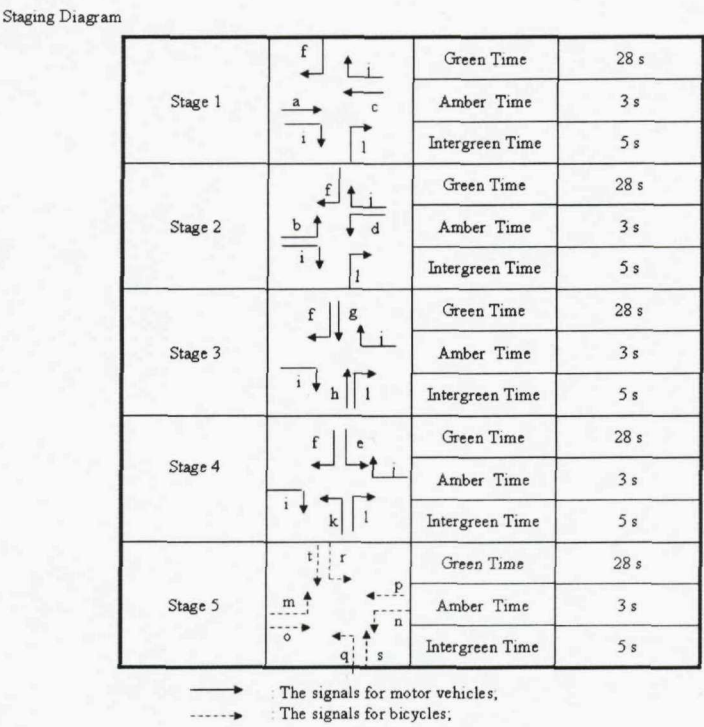 Staging Diagram
Stage 1
f
j
a
c
i
l
Green Time 28 s
Amber Time 3 s
Intergreen Time 5 s
Stage 2
f
j
b
d
i
l
Green Time 28 s
Amber Time 3 s
Intergreen Time 5 s
Stage 3
f
g
j
i
h
l
Green Time 28 s
Amber Time 3 s
Intergreen Time 5 s
Stage 4
f
e
j
i
k
l
Green Time 28 s
Amber Time 3 s
Intergreen Time 5 s
Stage 5
t
r
p
m
n
o
q
s
Green Time 28 s
Amber Time 3 s
Intergreen Time 5 s
: The signals for motor vehicles;
: The signals for bicycles;